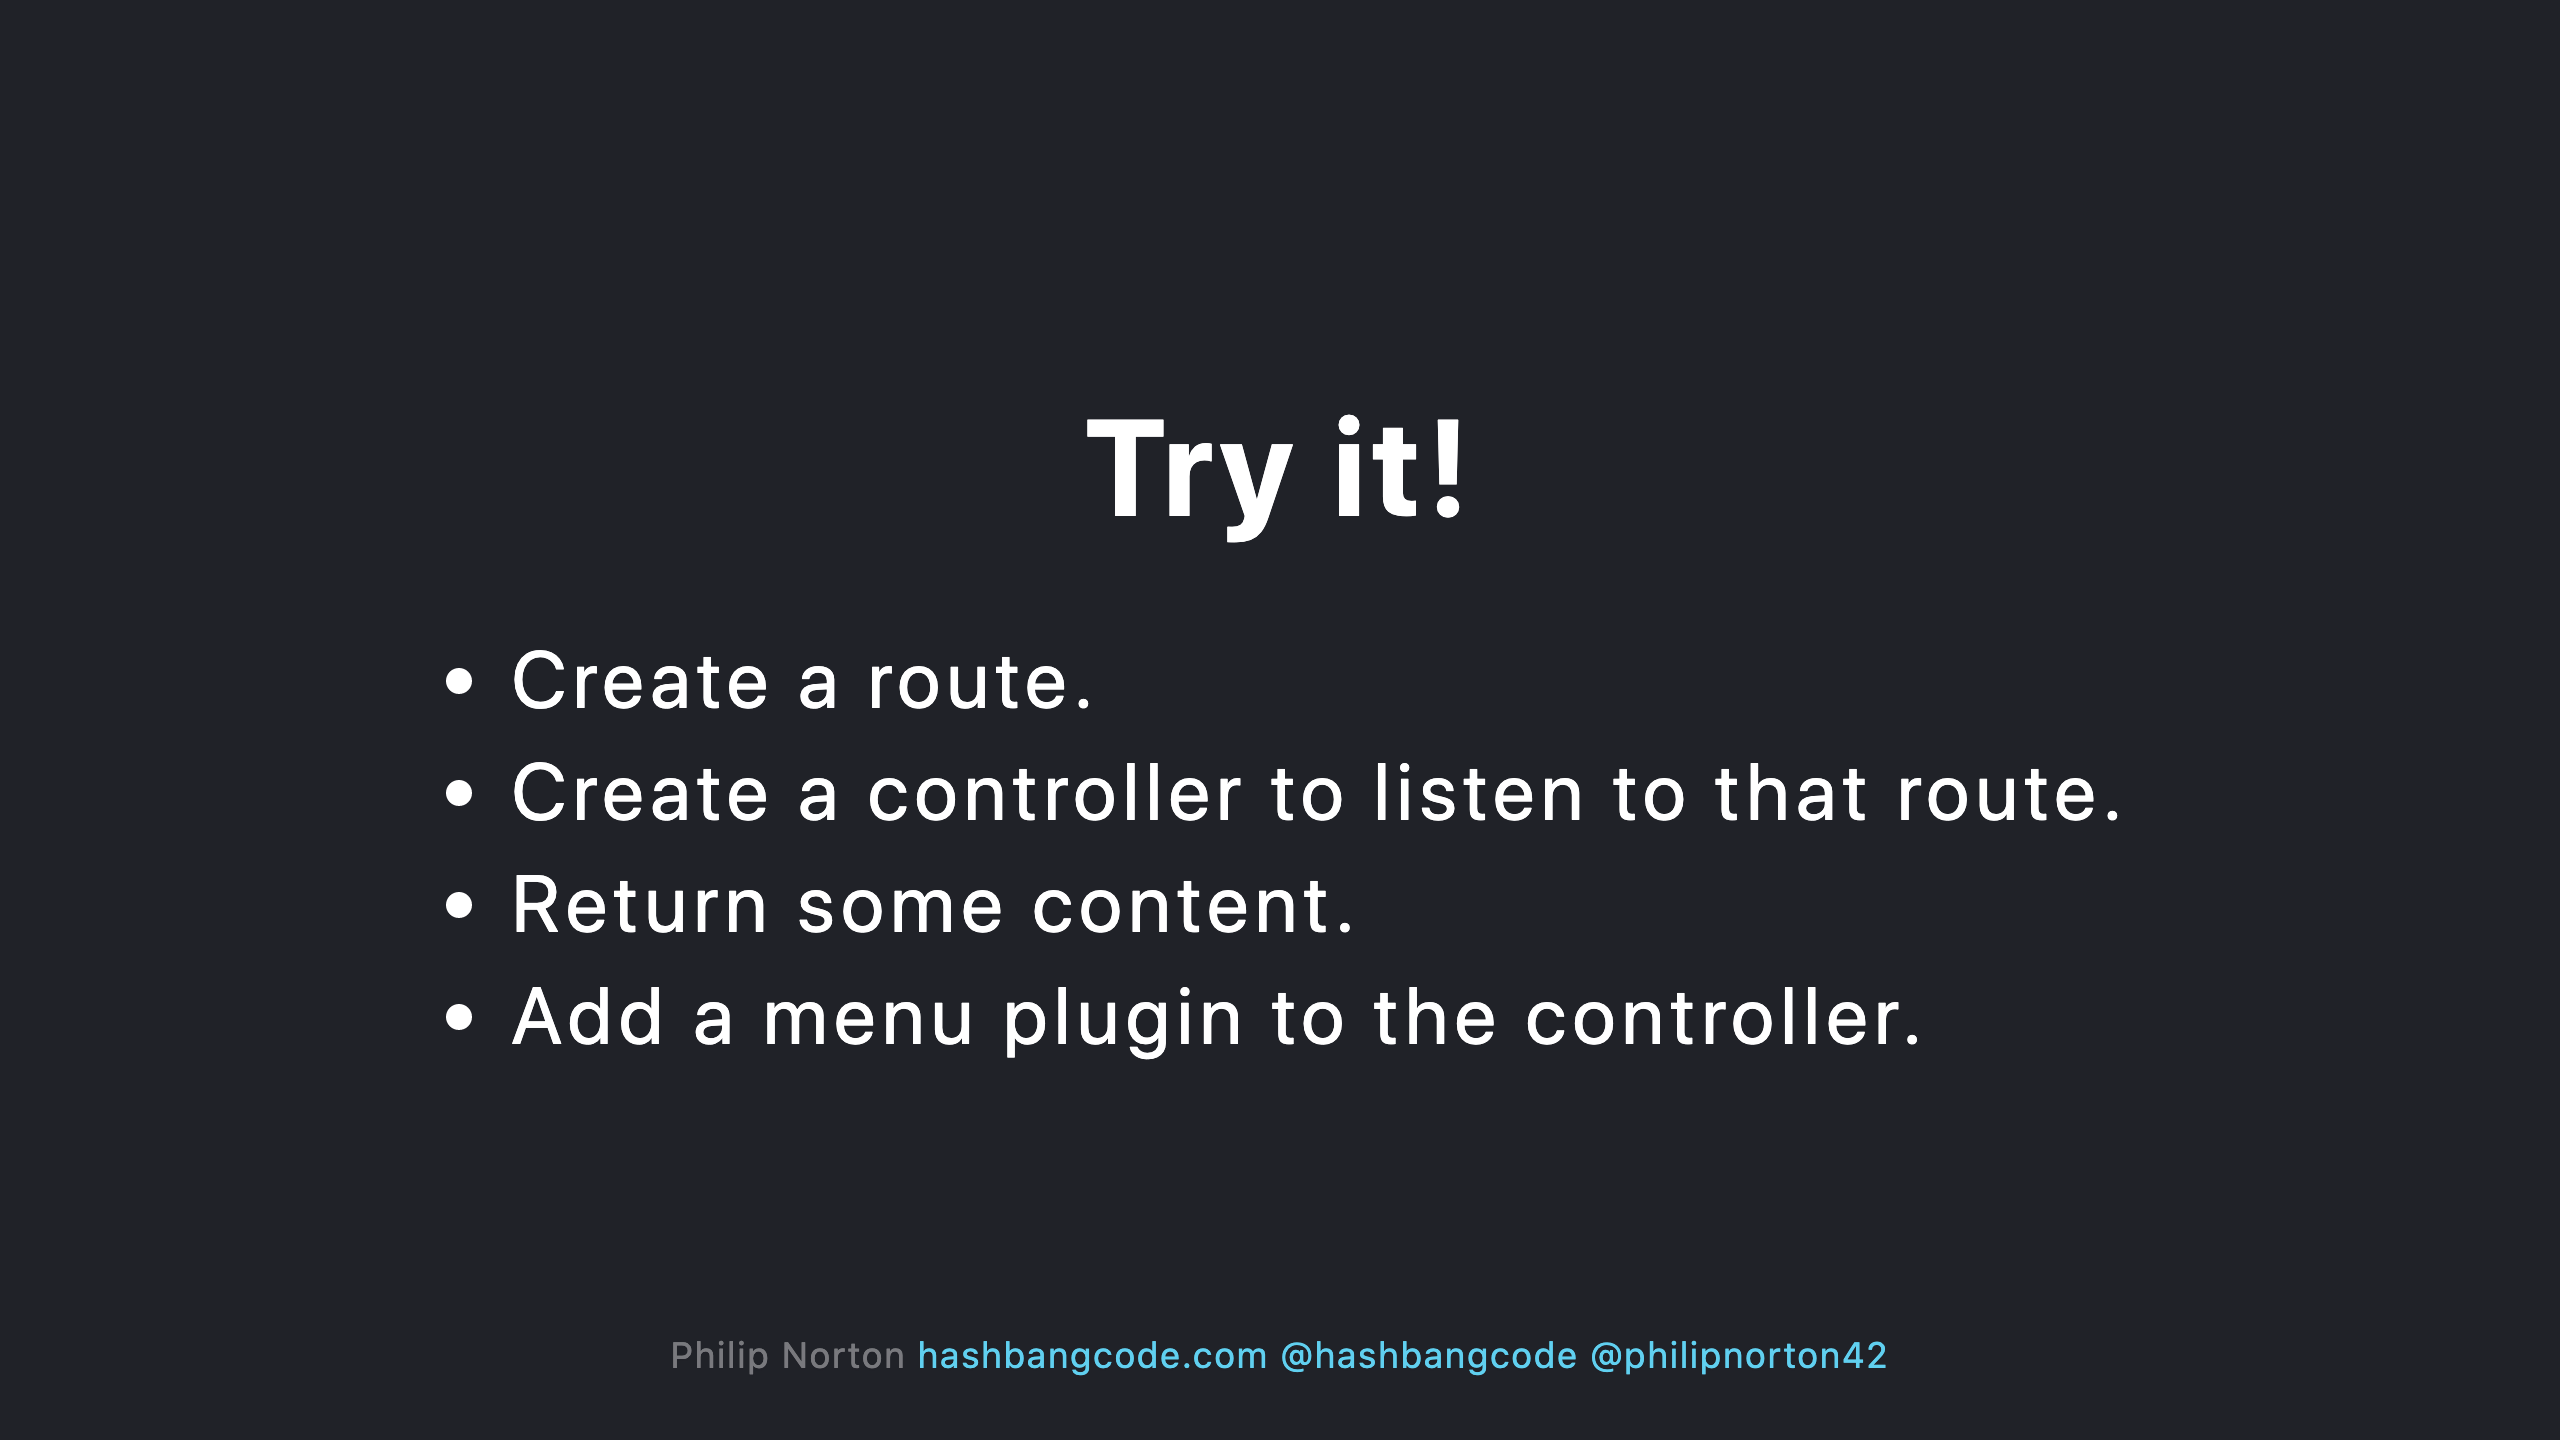 Try it!
• Create a route.
• Create a controller to listen to that route.
• Return some content.
• Add a menu plugin to the controller.
Philip Norton hashbangcode.com @hashbangcode @philipnorton42